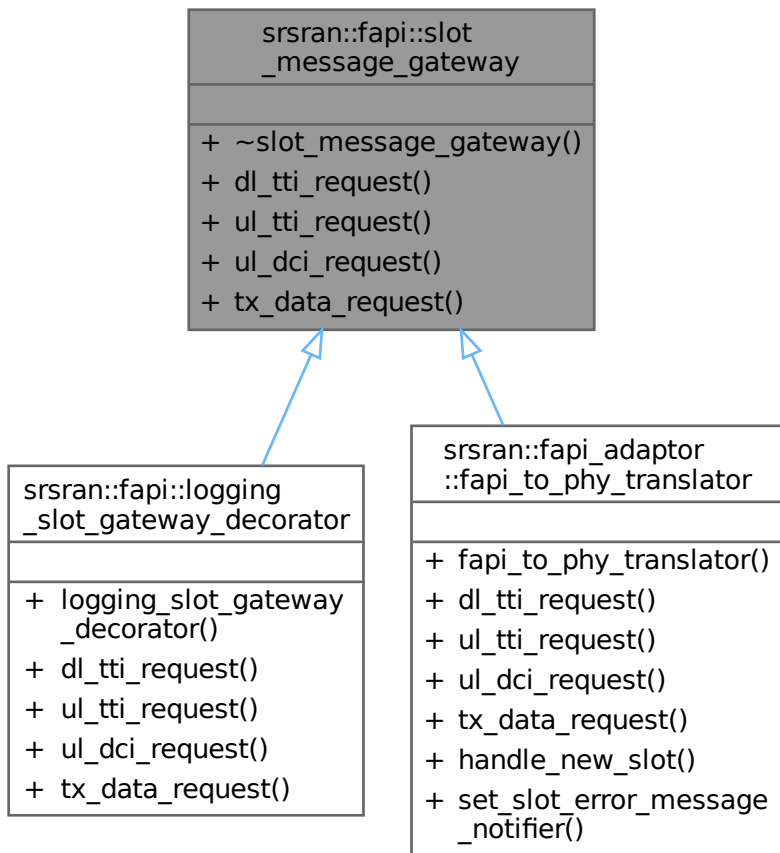 srsran::fapi::slot
_message_gateway
+ ~slot_message_gateway()
+ dl_tti_request()
+ ul_tti_request()
+ ul_dci_request()
+ tx_data_request()
srsran::fapi::logging
_slot_gateway_decorator
+ logging_slot_gateway
_decorator()
+ dl_tti_request()
+ ul_tti_request()
+ ul_dci_request()
+ tx_data_request()
srsran::fapi_adaptor
::fapi_to_phy_translator
+ fapi_to_phy_translator()
+ dl_tti_request()
+ ul_tti_request()
+ ul_dci_request()
+ tx_data_request()
+ handle_new_slot()
+ set_slot_error_message
_notifier()